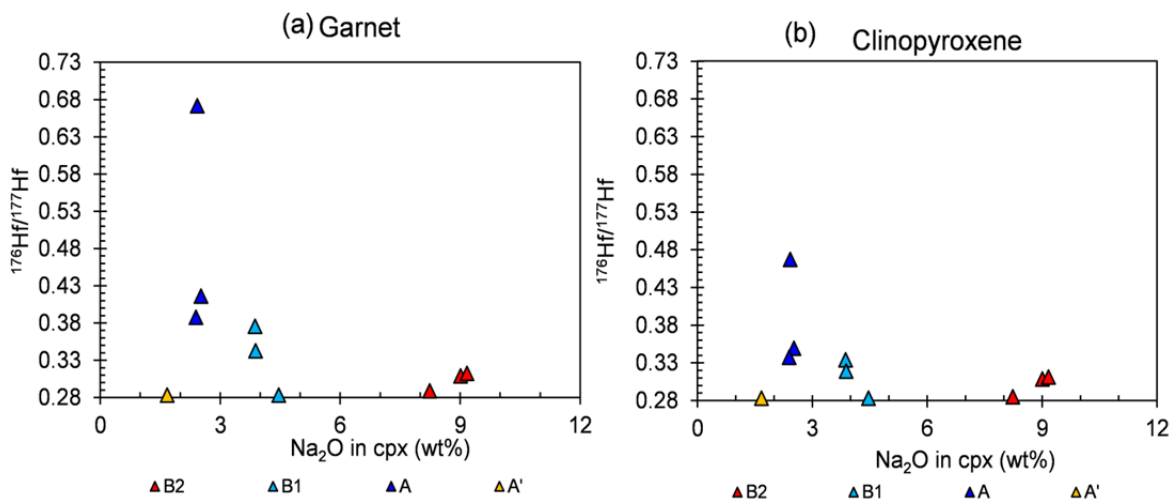 (a) Garnet
0.73
0.68
0.63
0.58
0.53
0.48
0.43
0.38
0.33
0.28
¹⁷⁶Hf/¹⁷⁷Hf
0 3 6 9 12
Na₂O in cpx (wt%)
B2 B1 A A'
(b) Clinopyroxene
0.73
0.68
0.63
0.58
0.53
0.48
0.43
0.38
0.33
0.28
¹⁷⁶Hf/¹⁷⁷Hf
0 3 6 9 12
Na₂O in cpx (wt%)
B2 B1 A A'